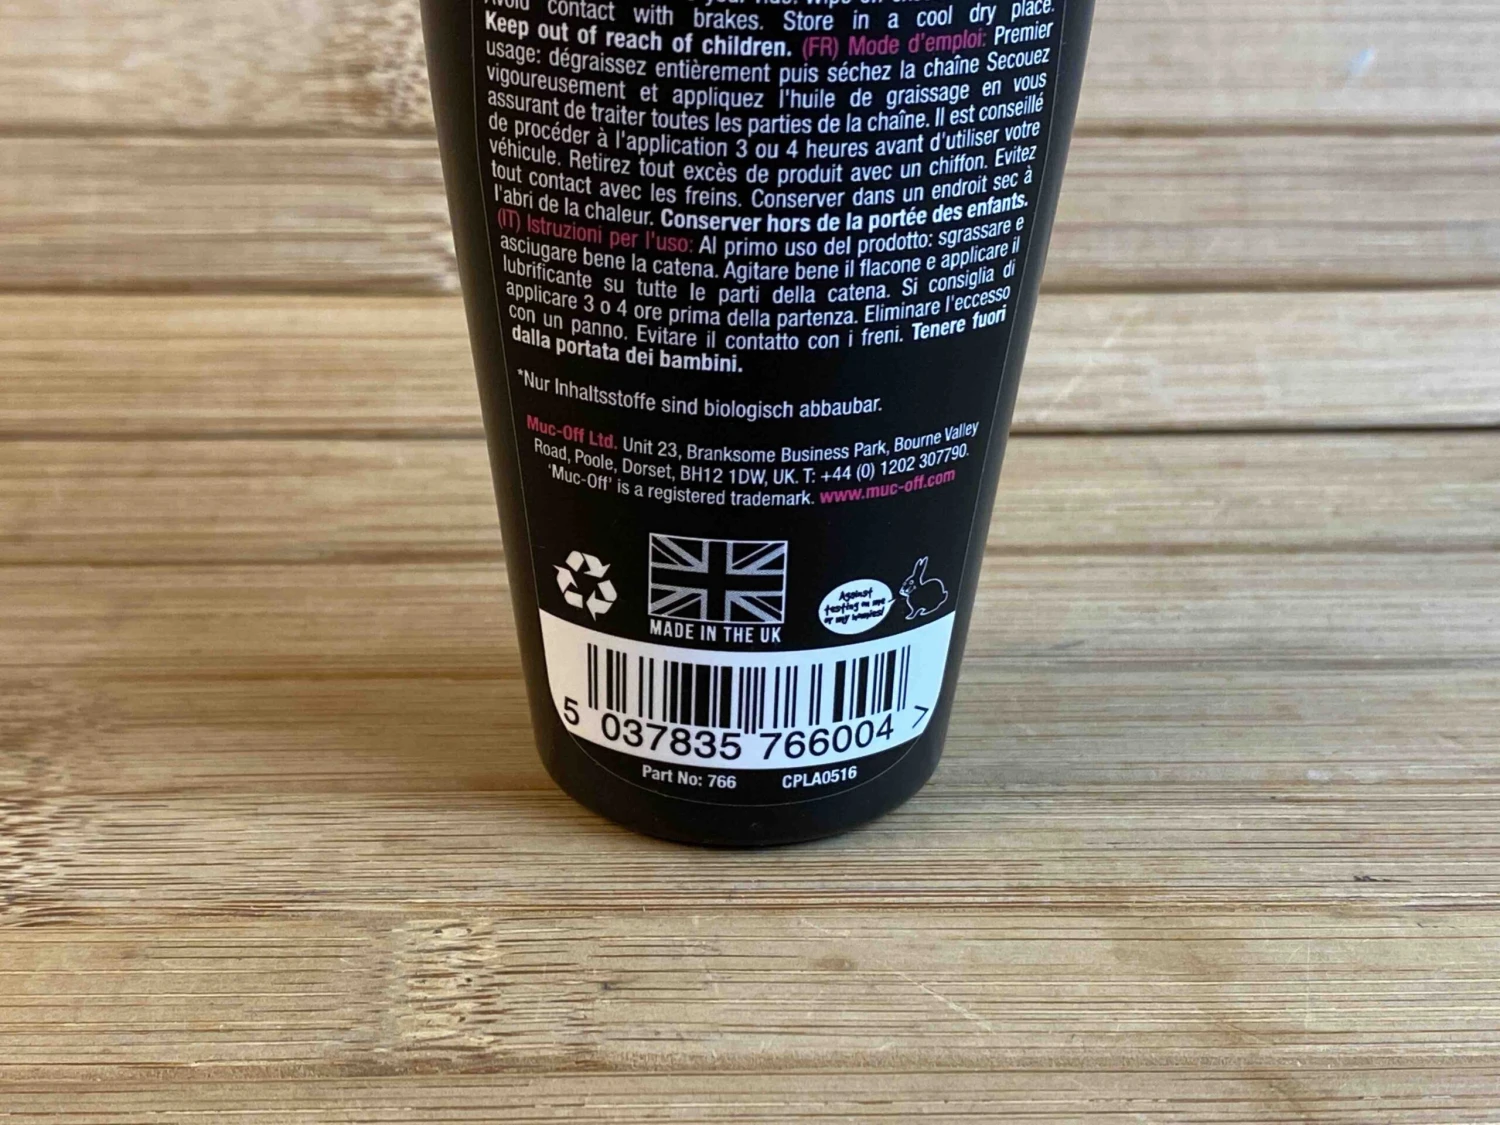 Avoid contact with brakes. Store in a cool dry place.
Keep out of reach of children. (FR) Mode d'emploi: Premier
usage: dégraissez entièrement puis séchez la chaîne Secouez
vigoureusement et appliquez l'huile de graissage en vous
assurant de traiter toutes les parties de la chaîne. Il est conseillé
de procéder à l'application 3 ou 4 heures avant d'utiliser votre
véhicule. Retirez tout excès de produit avec un chiffon. Evitez
tout contact avec les freins. Conserver dans un endroit sec à
l'abri de la chaleur. Conserver hors de la portée des enfants.
(IT) Istruzioni per l'uso: Al primo uso del prodotto: sgrassare e
asciugare bene la catena. Agitare bene il flacone e applicare il
lubrificante su tutte le parti della catena. Si consiglia di
applicare 3 o 4 ore prima della partenza. Eliminare l'eccesso
con un panno. Evitare il contatto con i freni. Tenere fuori
dalla portata dei bambini.
*Nur Inhaltsstoffe sind biologisch abbaubar.
Muc-Off Ltd. Unit 23, Branksome Business Park, Bourne Valley
Road, Poole, Dorset, BH12 1DW, UK. T: +44 (0) 1202 307790.
'Muc-Off' is a registered trademark. www.muc-off.com
Against
testing on me
or my homies!
MADE IN THE UK
5 037835 766004 >
Part No: 766 CPLA0516